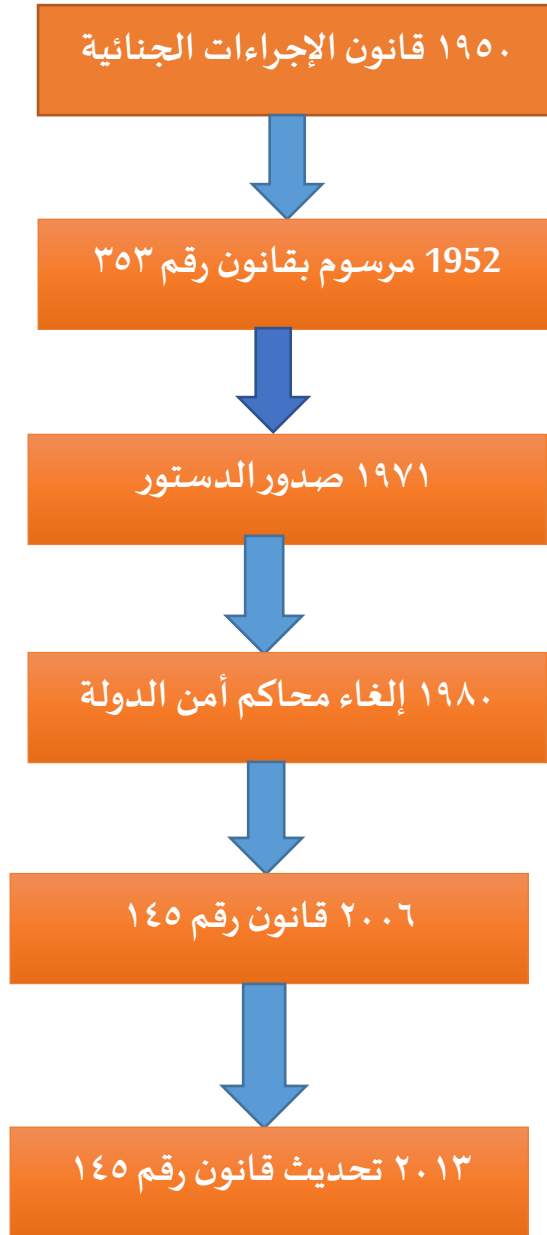 ١٩٥٠ قانون الإجراءات الجنائية
1952 مرسوم بقانون رقم ٣٥٣
١٩٧١ صدور الدستور
١٩٨٠ إلغاء محاكم أمن الدولة
٢٠٠٦ قانون رقم ١٤٥
٢٠١٣ تحديث قانون رقم ١٤٥